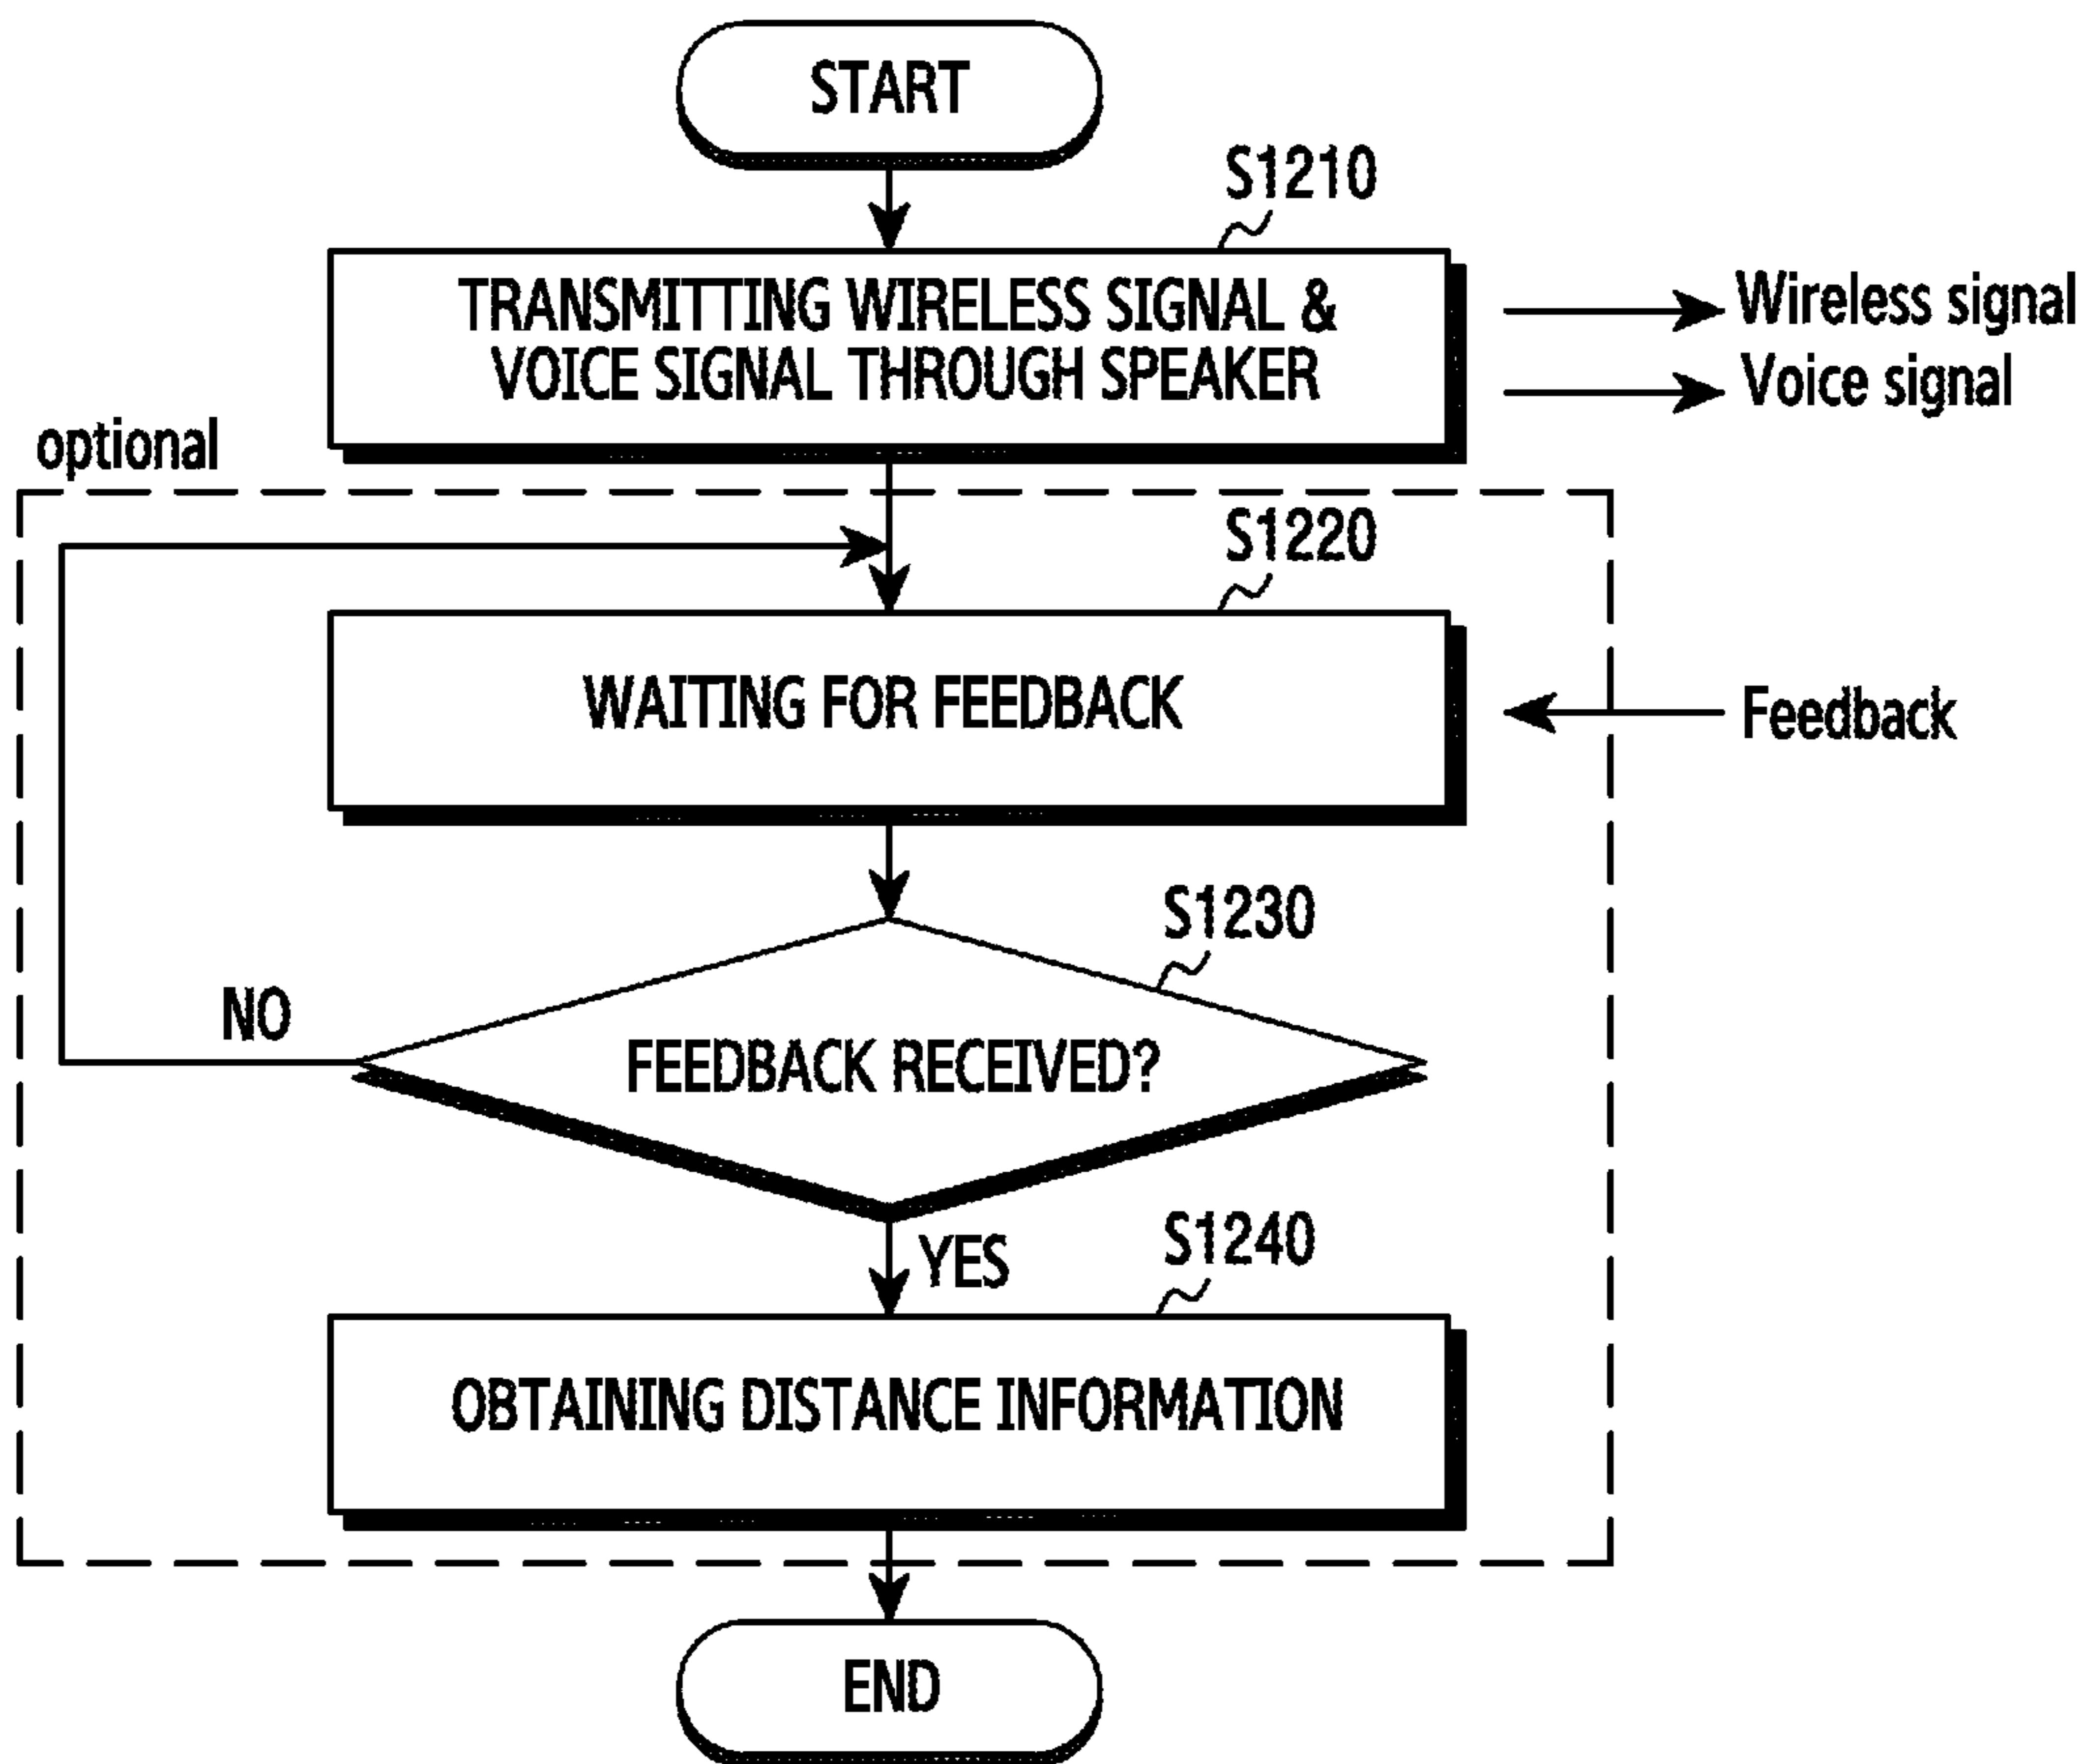 START
S1210
TRANSMITTING WIRELESS SIGNAL &
VOICE SIGNAL THROUGH SPEAKER
Wireless signal
Voice signal
optional
S1220
WAITING FOR FEEDBACK
Feedback
S1230
NO
FEEDBACK RECEIVED?
YES
S1240
OBTAINING DISTANCE INFORMATION
END